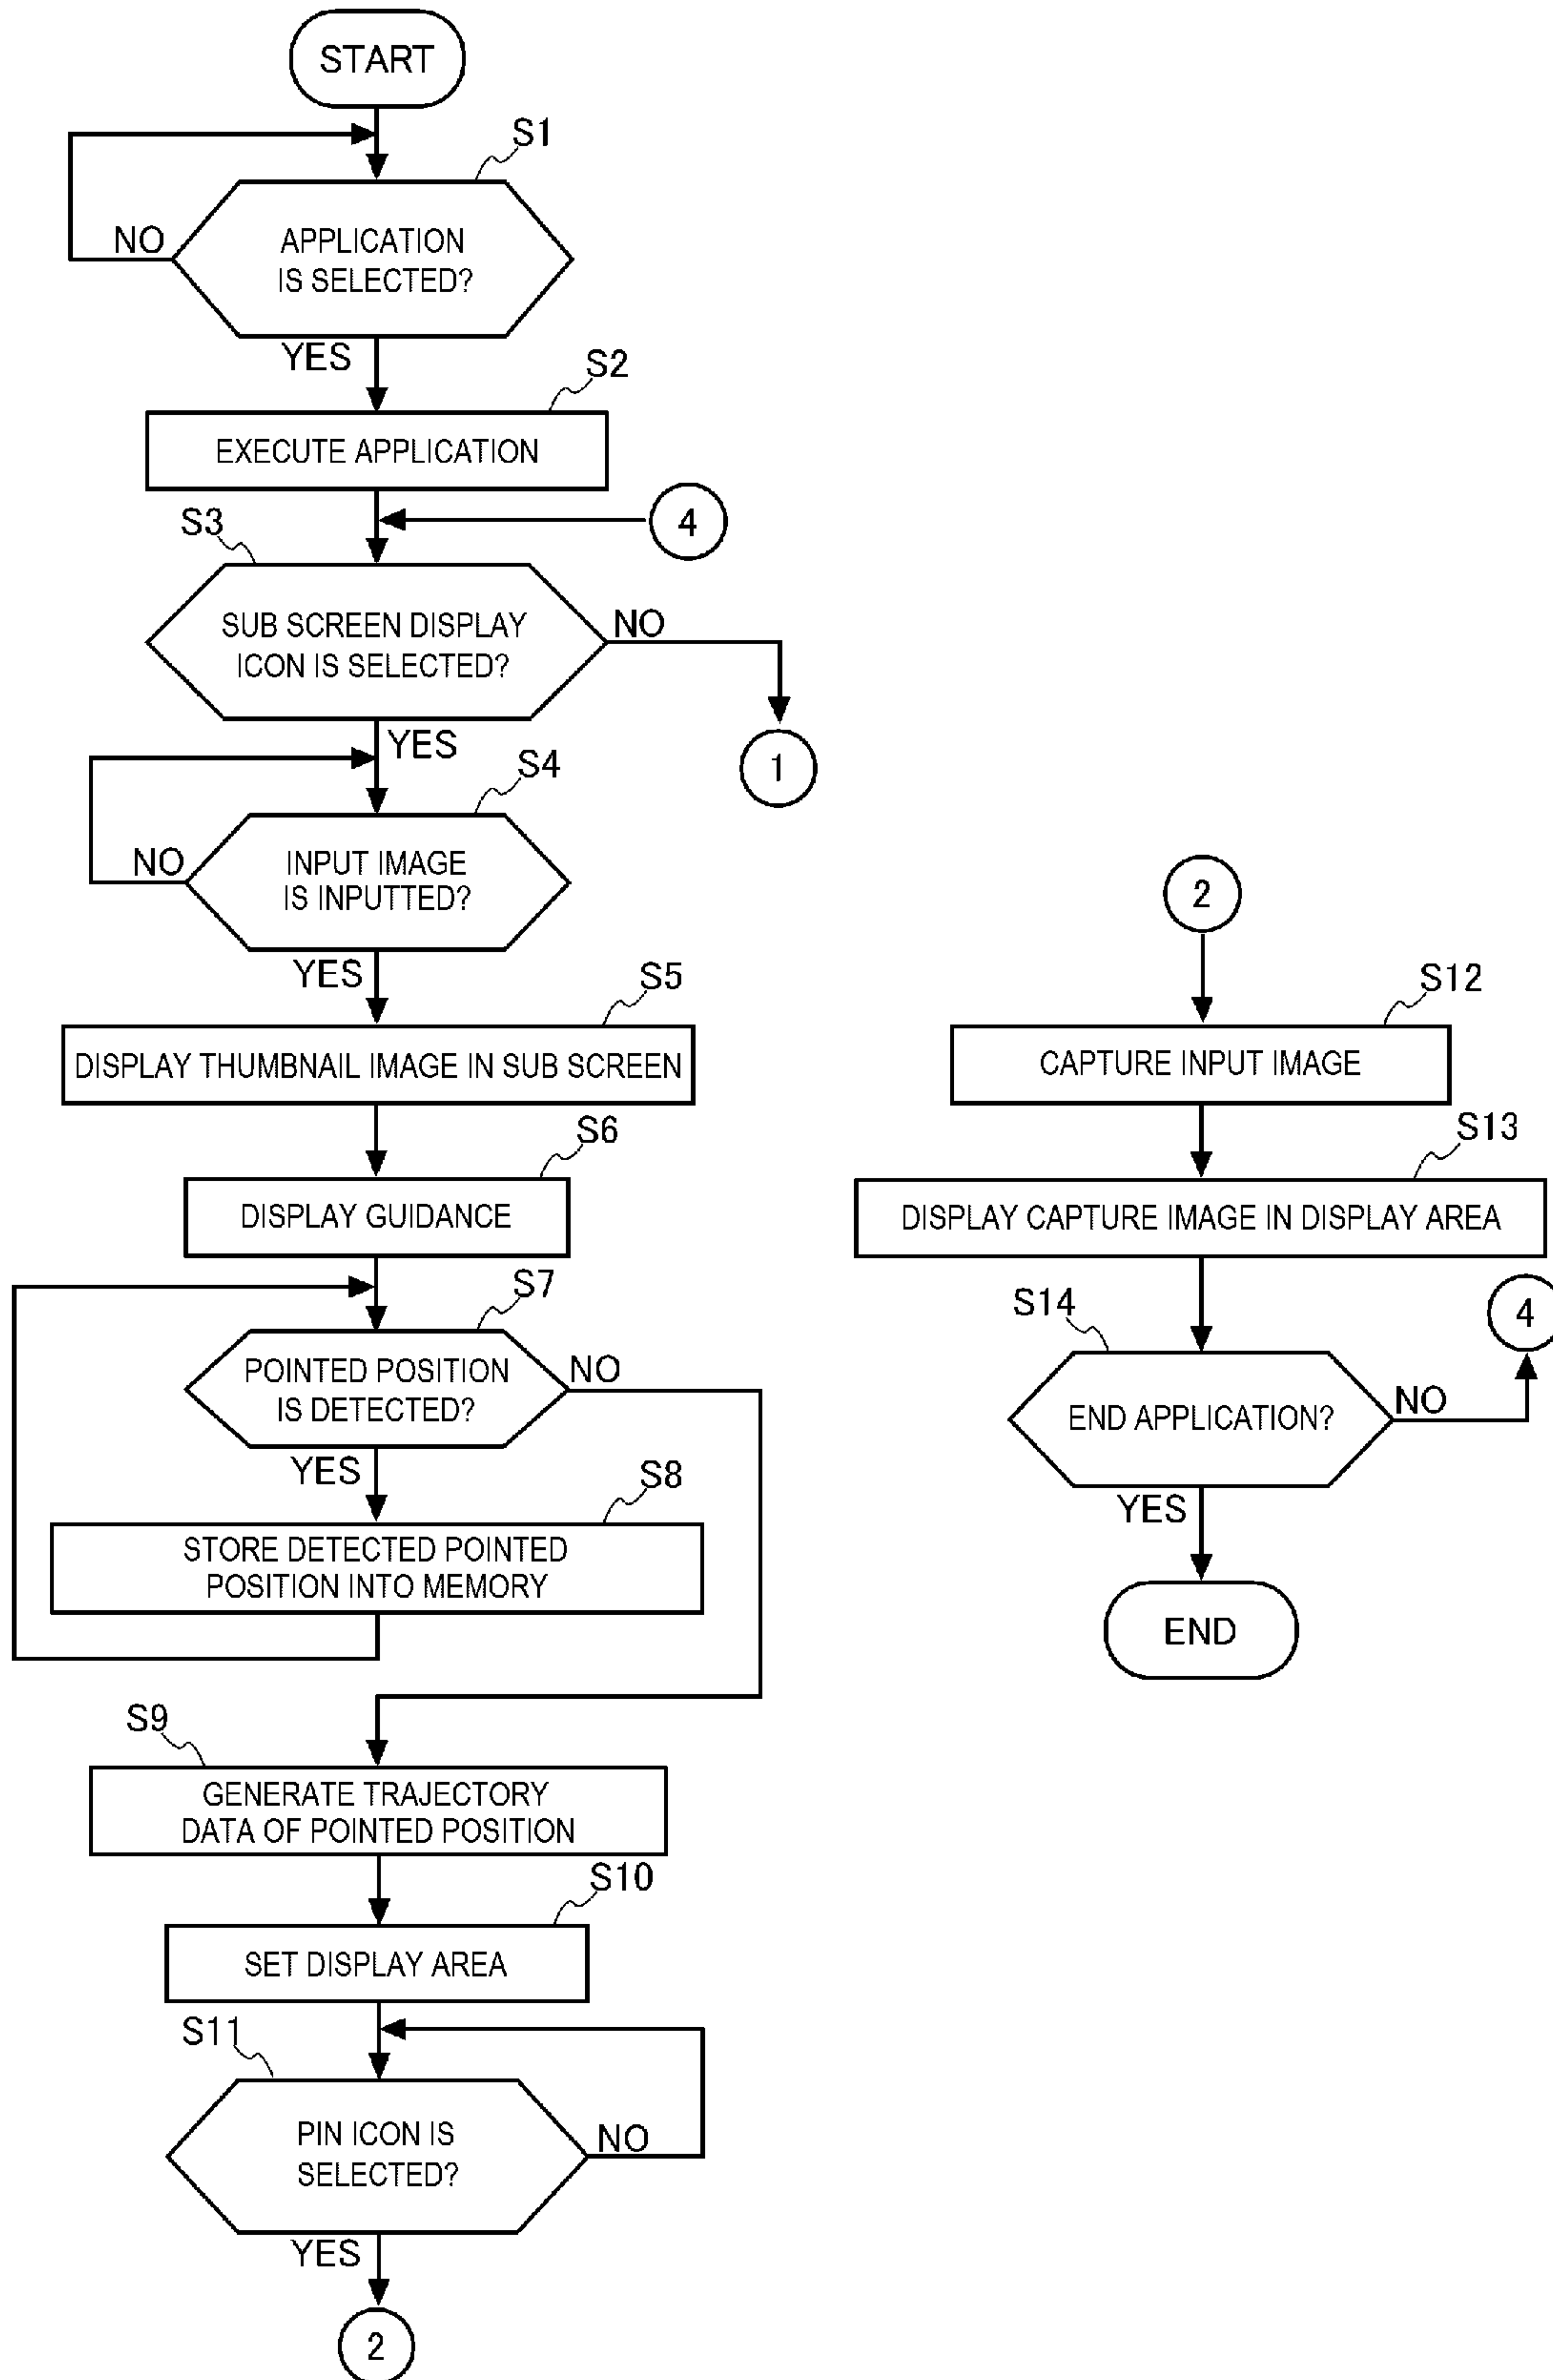 START
S1
NO
APPLICATION
IS SELECTED?
YES
S2
EXECUTE APPLICATION
4
S3
SUB SCREEN DISPLAY
ICON IS SELECTED?
NO
1
YES
S4
NO
INPUT IMAGE
IS INPUTTED?
YES
S5
DISPLAY THUMBNAIL IMAGE IN SUB SCREEN
S6
DISPLAY GUIDANCE
S7
POINTED POSITION
IS DETECTED?
NO
YES
S8
STORE DETECTED POINTED
POSITION INTO MEMORY
S9
GENERATE TRAJECTORY
DATA OF POINTED POSITION
S10
SET DISPLAY AREA
S11
PIN ICON IS
SELECTED?
NO
YES
2
2
S12
CAPTURE INPUT IMAGE
S13
DISPLAY CAPTURE IMAGE IN DISPLAY AREA
S14
4
END APPLICATION?
NO
YES
END